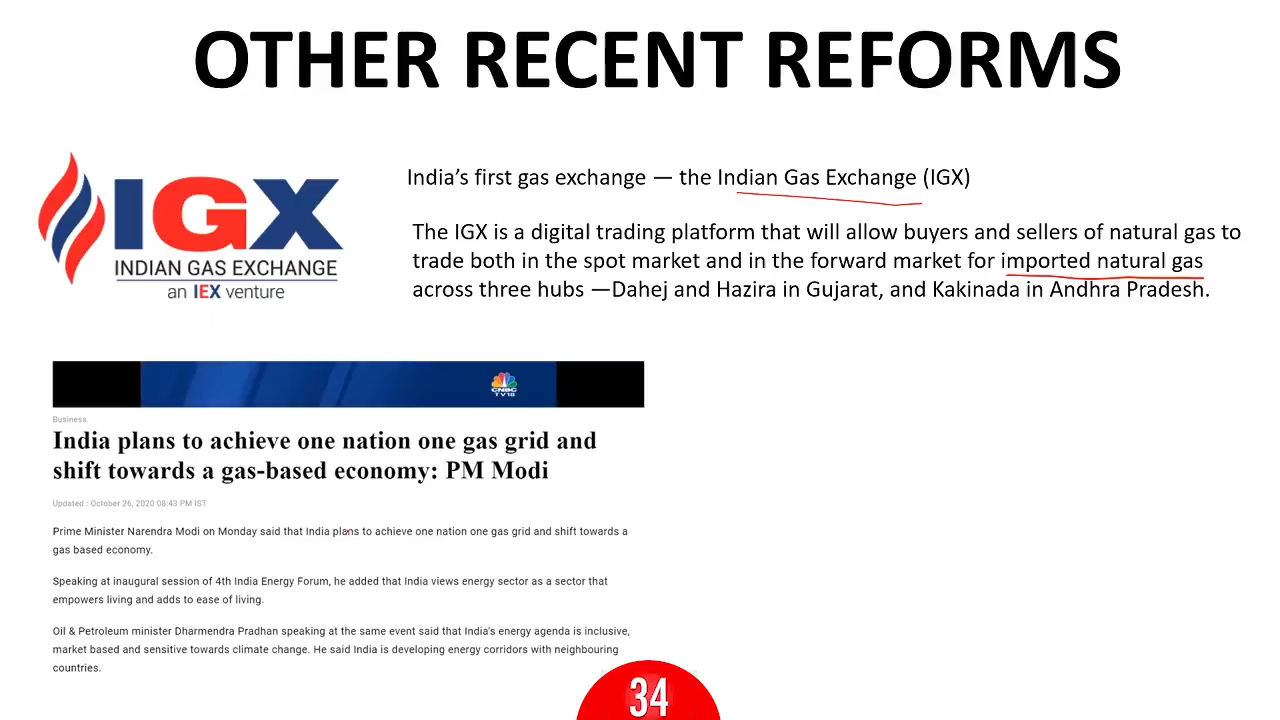 OTHER RECENT REFORMS
IGX
INDIAN GAS EXCHANGE
an IEX venture
India's first gas exchange — the Indian Gas Exchange (IGX)
The IGX is a digital trading platform that will allow buyers and sellers of natural gas to
trade both in the spot market and in the forward market for imported natural gas
across three hubs —Dahej and Hazira in Gujarat, and Kakinada in Andhra Pradesh.
CNBC
TV18
Business
India plans to achieve one nation one gas grid and
shift towards a gas-based economy: PM Modi
Updated : October 26, 2020 08:43 PM IST
Prime Minister Narendra Modi on Monday said that India plans to achieve one nation one gas grid and shift towards a
gas based economy.
Speaking at inaugural session of 4th India Energy Forum, he added that India views energy sector as a sector that
empowers living and adds to ease of living.
Oil & Petroleum minister Dharmendra Pradhan speaking at the same event said that India's energy agenda is inclusive,
market based and sensitive towards climate change. He said India is developing energy corridors with neighbouring
countries.
34